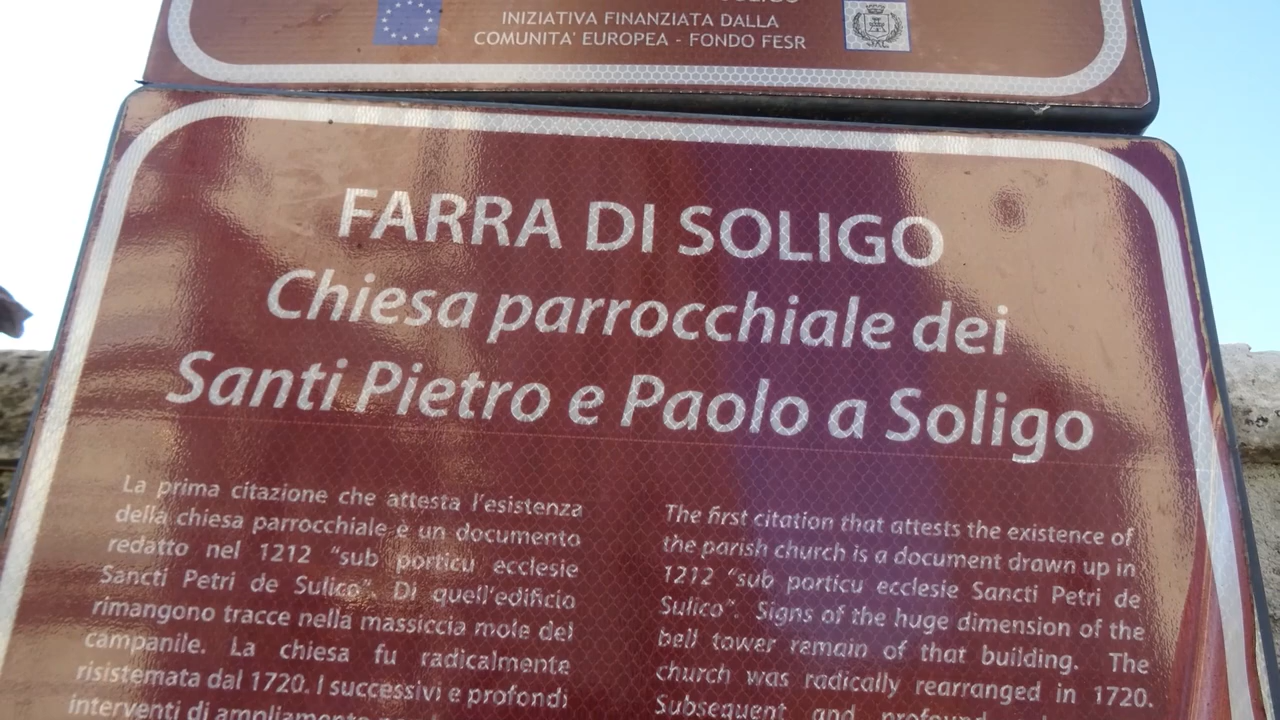 INIZIATIVA FINANZIATA DALLA
COMUNITA' EUROPEA - FONDO FESR
FARRA DI SOLIGO
Chiesa parrocchiale dei
Santi Pietro e Paolo a Soligo
La prima citazione che attesta l'esistenza
della chiesa parrocchiale è un documento
redatto nel 1212 "sub porticu ecclesie
Sancti Petri de Sulico". Di quell'edificio
rimangono tracce nella massiccia mole del
campanile. La chiesa fu radicalmente
risistemata dal 1720. I successivi e profondi
interventi di ampliamento
The first citation that attests the existence of
the parish church is a document drawn up in
1212 "sub porticu ecclesie Sancti Petri de
Sulico". Signs of the huge dimension of the
bell tower remain of that building. The
church was radically rearranged in 1720.
Subsequent and